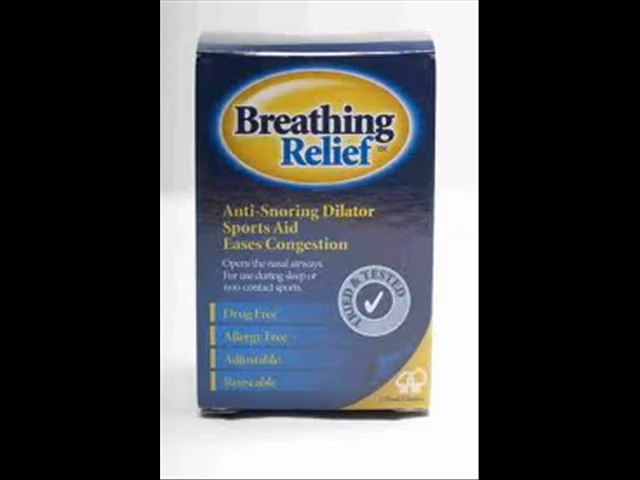 Breathing
Relief™
Anti-Snoring Dilator
Sports Aid
Eases Congestion
Opens the nasal airways
For use during sleep or
non-contact sports
TRIED & TESTED
Drug Free
Allergy Free
Adjustable
Reusable